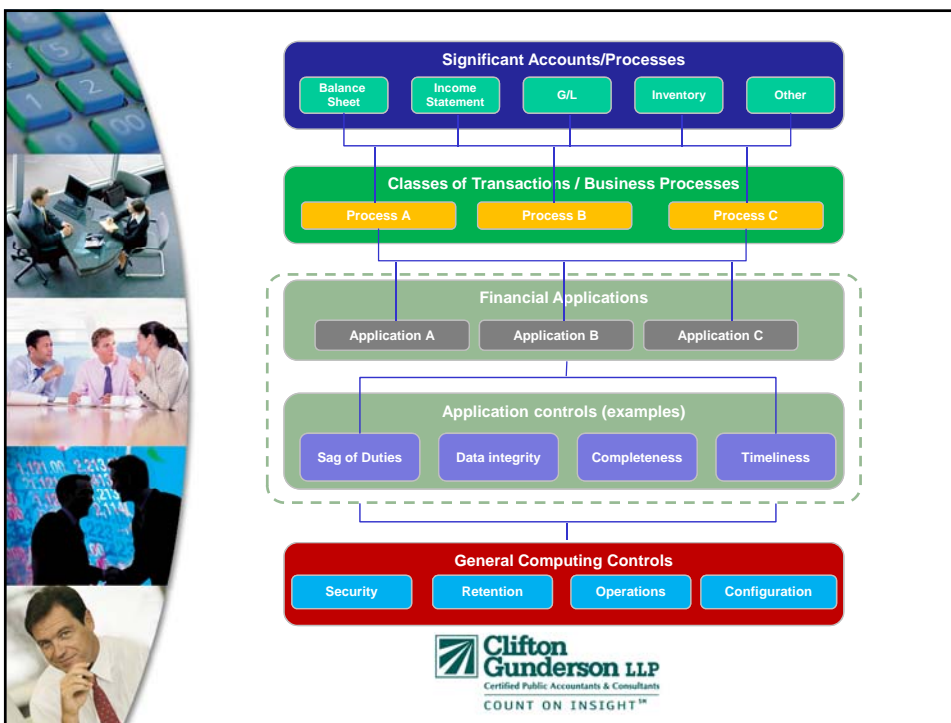 Significant Accounts/Processes
Balance
Sheet
Income
Statement
G/L
Inventory
Other
Classes of Transactions / Business Processes
Process A
Process B
Process C
Financial Applications
Application A
Application B
Application C
Application controls (examples)
Sag of Duties
Data integrity
Completeness
Timeliness
General Computing Controls
Security
Retention
Operations
Configuration
Clifton
Gunderson LLP
Certified Public Accountants & Consultants
COUNT ON INSIGHT℠